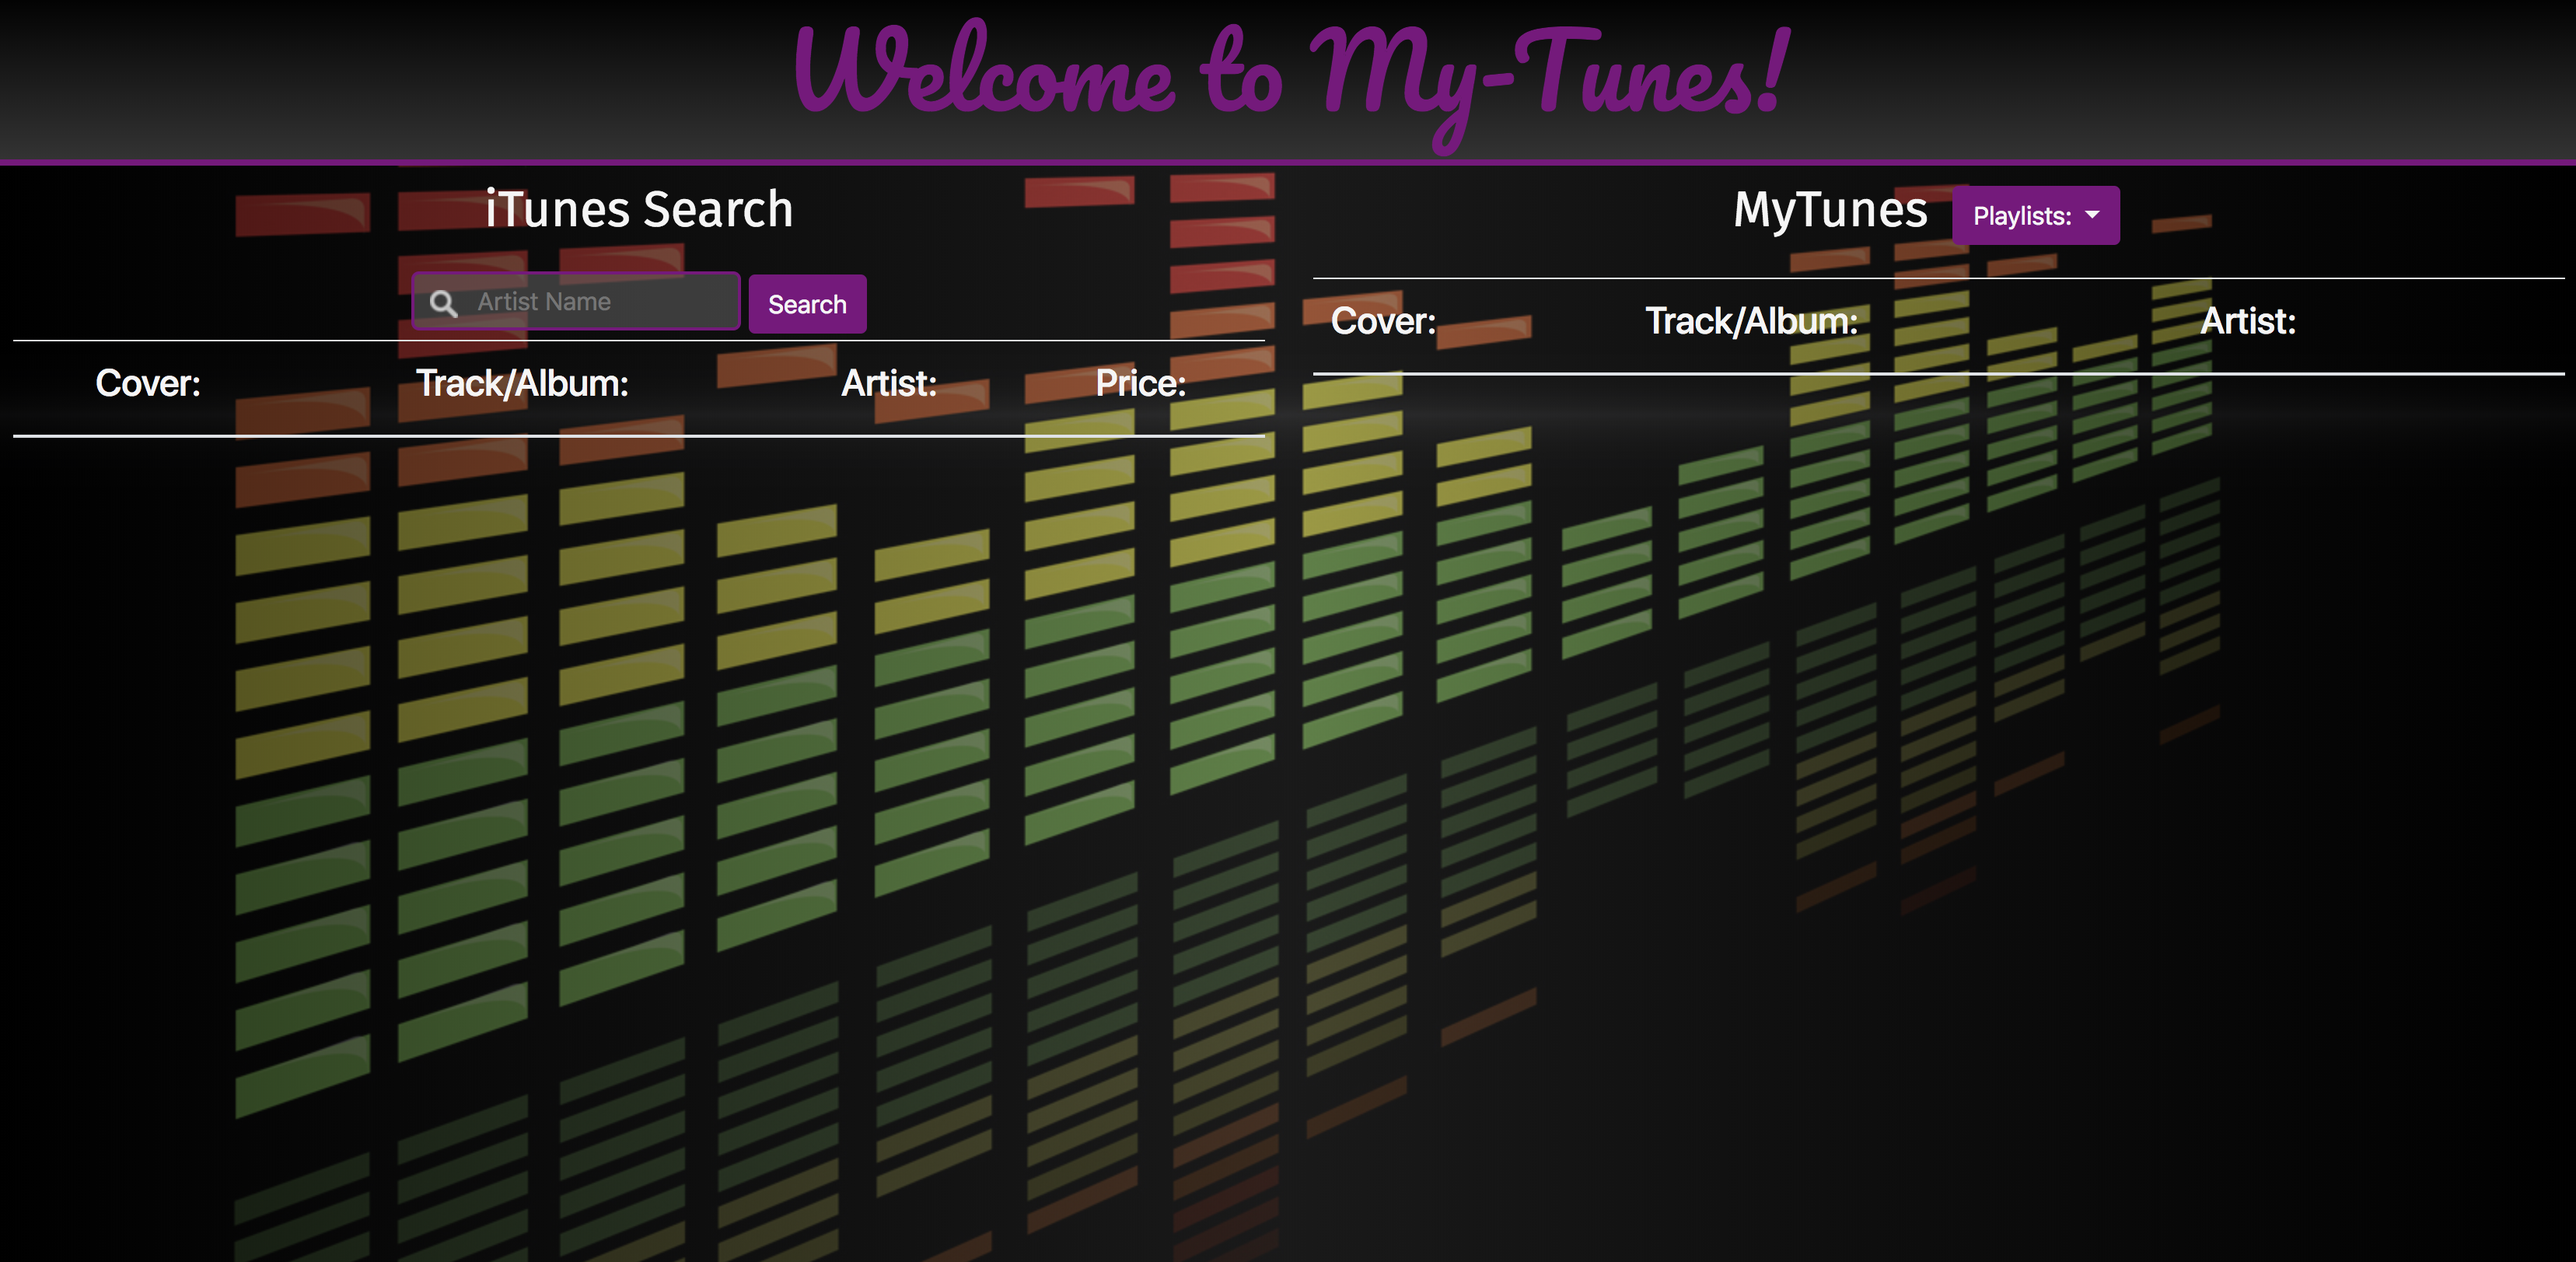 Welcome to My-Tunes!
iTunes Search
Artist Name
Search
Cover: Track/Album: Artist: Price:
MyTunes
Playlists:
Cover: Track/Album: Artist: